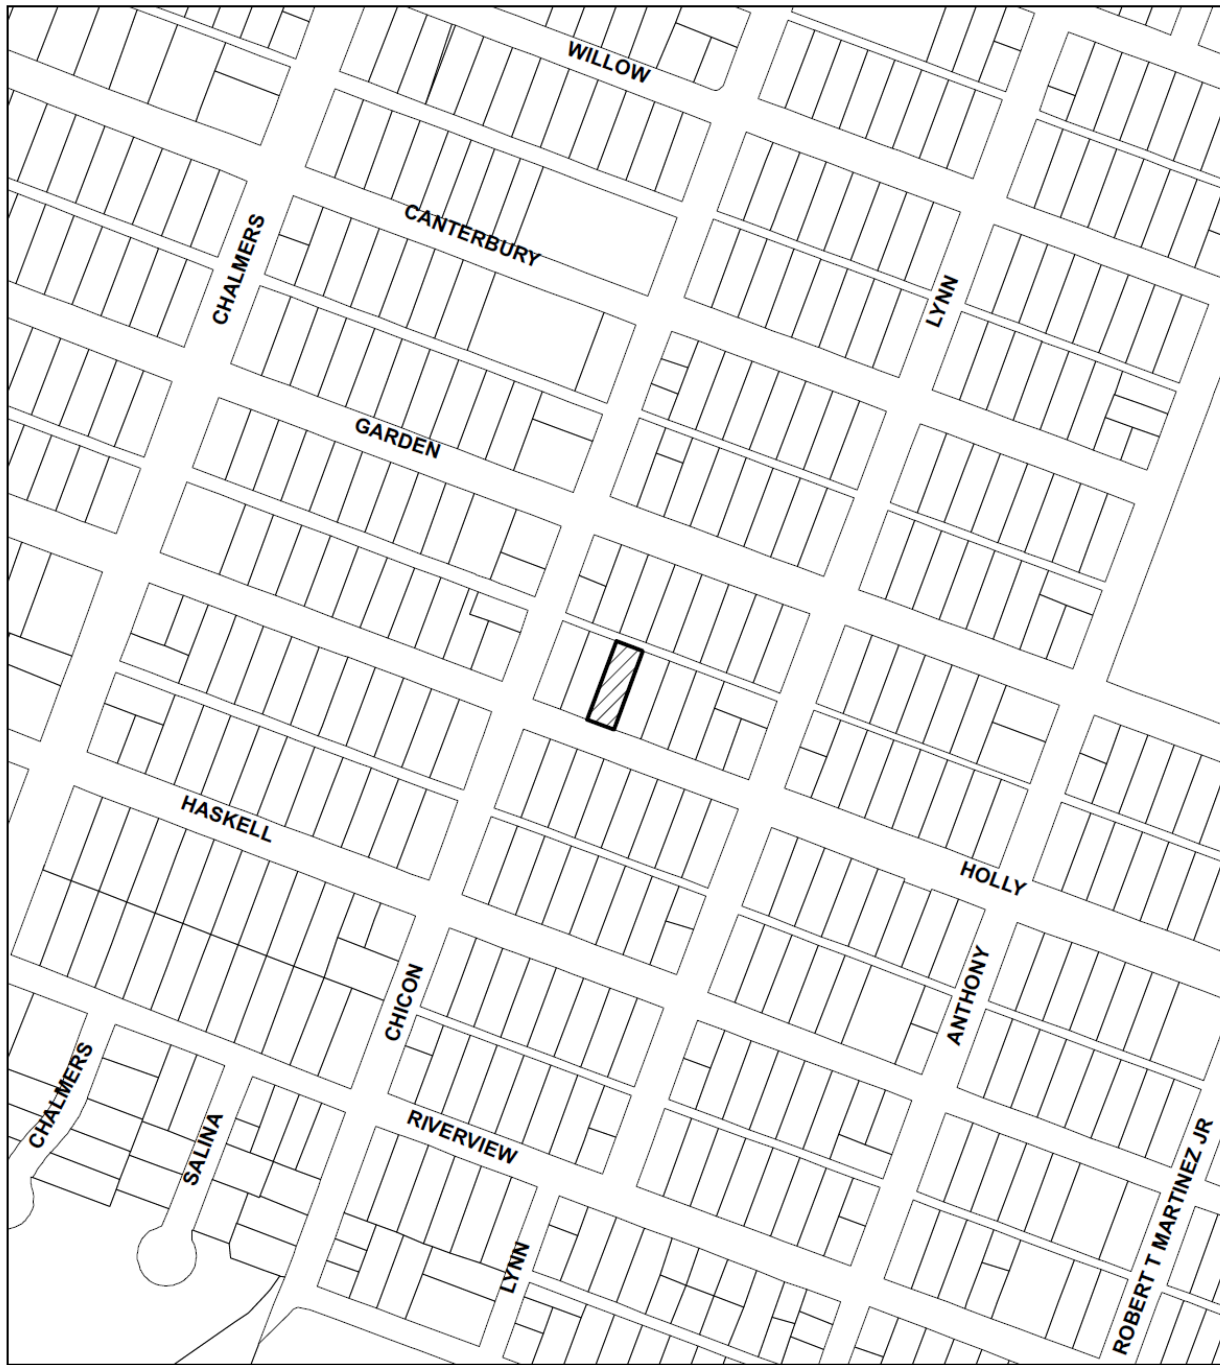 WILLOW
CANTERBURY
CHALMERS
LYNN
GARDEN
HASKELL
HOLLY
CHICON
ANTHONY
CHALMERS
SALINA
RIVERVIEW
LYNN
ROBERT T MARTINEZ JR